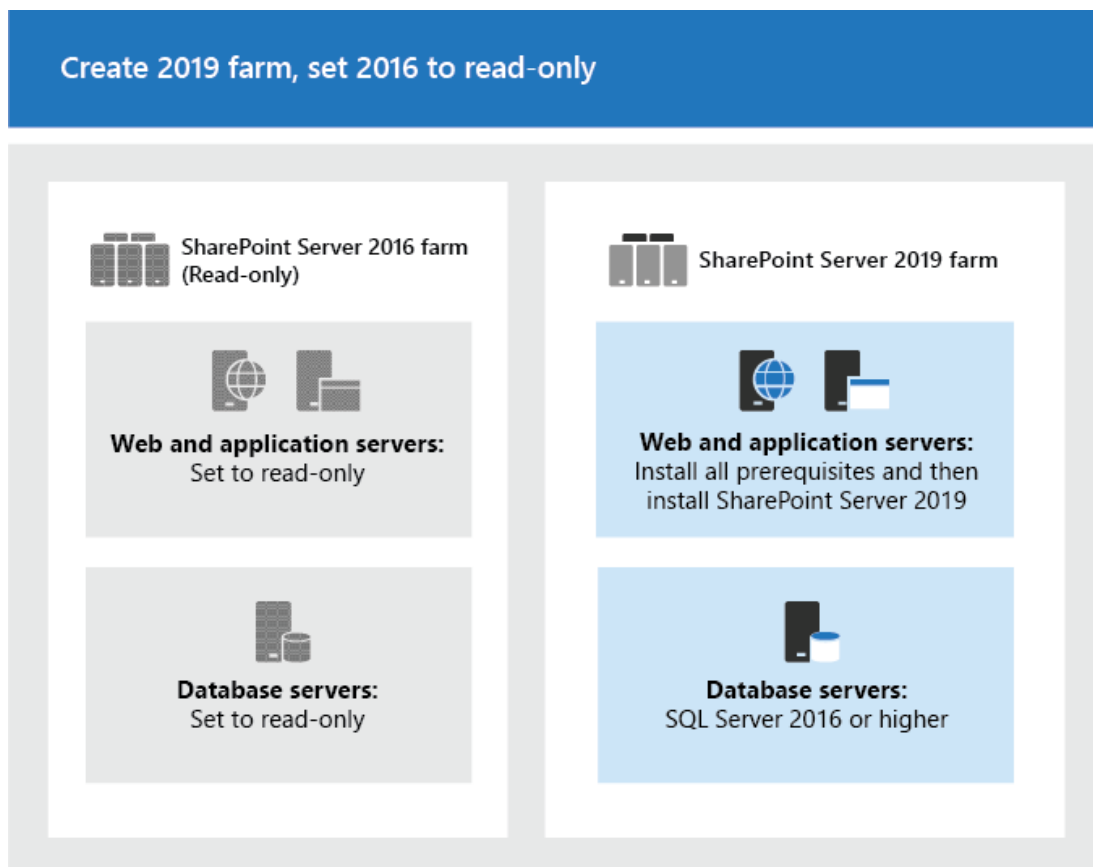 Create 2019 farm, set 2016 to read-only
SharePoint Server 2016 farm
(Read-only)
Web and application servers:
Set to read-only
Database servers:
Set to read-only
SharePoint Server 2019 farm
Web and application servers:
Install all prerequisites and then
install SharePoint Server 2019
Database servers:
SQL Server 2016 or higher